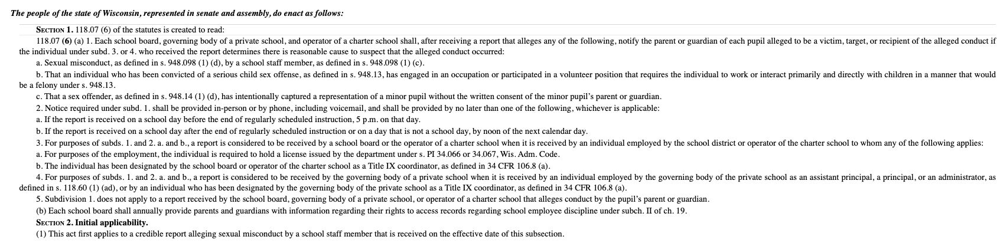 The people of the state of Wisconsin, represented in senate and assembly, do enact as follows:
SECTION 1. 118.07 (6) of the statutes is created to read:
118.07 (6) (a) 1. Each school board, governing body of a private school, and operator of a charter school shall, after receiving a report that alleges any of the following, notify the parent or guardian of each pupil alleged to be a victim, target, or recipient of the alleged conduct if
the individual under subd. 3. or 4. who received the report determines there is reasonable cause to suspect that the alleged conduct occurred:
a. Sexual misconduct, as defined in s. 948.098 (1) (d), by a school staff member, as defined in s. 948.098 (1) (c).
b. That an individual who has been convicted of a serious child sex offense, as defined in s. 948.13, has engaged in an occupation or participated in a volunteer position that requires the individual to work or interact primarily and directly with children in a manner that would
be a felony under s. 948.13.
c. That a sex offender, as defined in s. 948.14 (1) (d), has intentionally captured a representation of a minor pupil without the written consent of the minor pupil’s parent or guardian.
2. Notice required under subd. 1. shall be provided in-person or by phone, including voicemail, and shall be provided by no later than one of the following, whichever is applicable:
a. If the report is received on a school day before the end of regularly scheduled instruction, 5 p.m. on that day.
b. If the report is received on a school day after the end of regularly scheduled instruction or on a day that is not a school day, by noon of the next calendar day.
3. For purposes of subds. 1. and 2. a. and b., a report is considered to be received by a school board or the operator of a charter school when it is received by an individual employed by the school district or operator of the charter school to whom any of the following applies:
a. For purposes of the employment, the individual is required to hold a license issued by the department under s. PI 34.066 or 34.067, Wis. Adm. Code.
b. The individual has been designated by the school board or operator of the charter school as a Title IX coordinator, as defined in 34 CFR 106.8 (a).
4. For purposes of subds. 1. and 2. a. and b., a report is considered to be received by the governing body of a private school when it is received by an individual employed by the governing body of the private school as an assistant principal, a principal, or an administrator, as
defined in s. 118.60 (1) (ad), or by an individual who has been designated by the governing body of the private school as a Title IX coordinator, as defined in 34 CFR 106.8 (a).
5. Subdivision 1. does not apply to a report received by the school board, governing body of a private school, or operator of a charter school that alleges conduct by the pupil’s parent or guardian.
(b) Each school board shall annually provide parents and guardians with information regarding their rights to access records regarding school employee discipline under subch. II of ch. 19.
SECTION 2. Initial applicability.
(1) This act first applies to a credible report alleging sexual misconduct by a school staff member that is received on the effective date of this subsection.